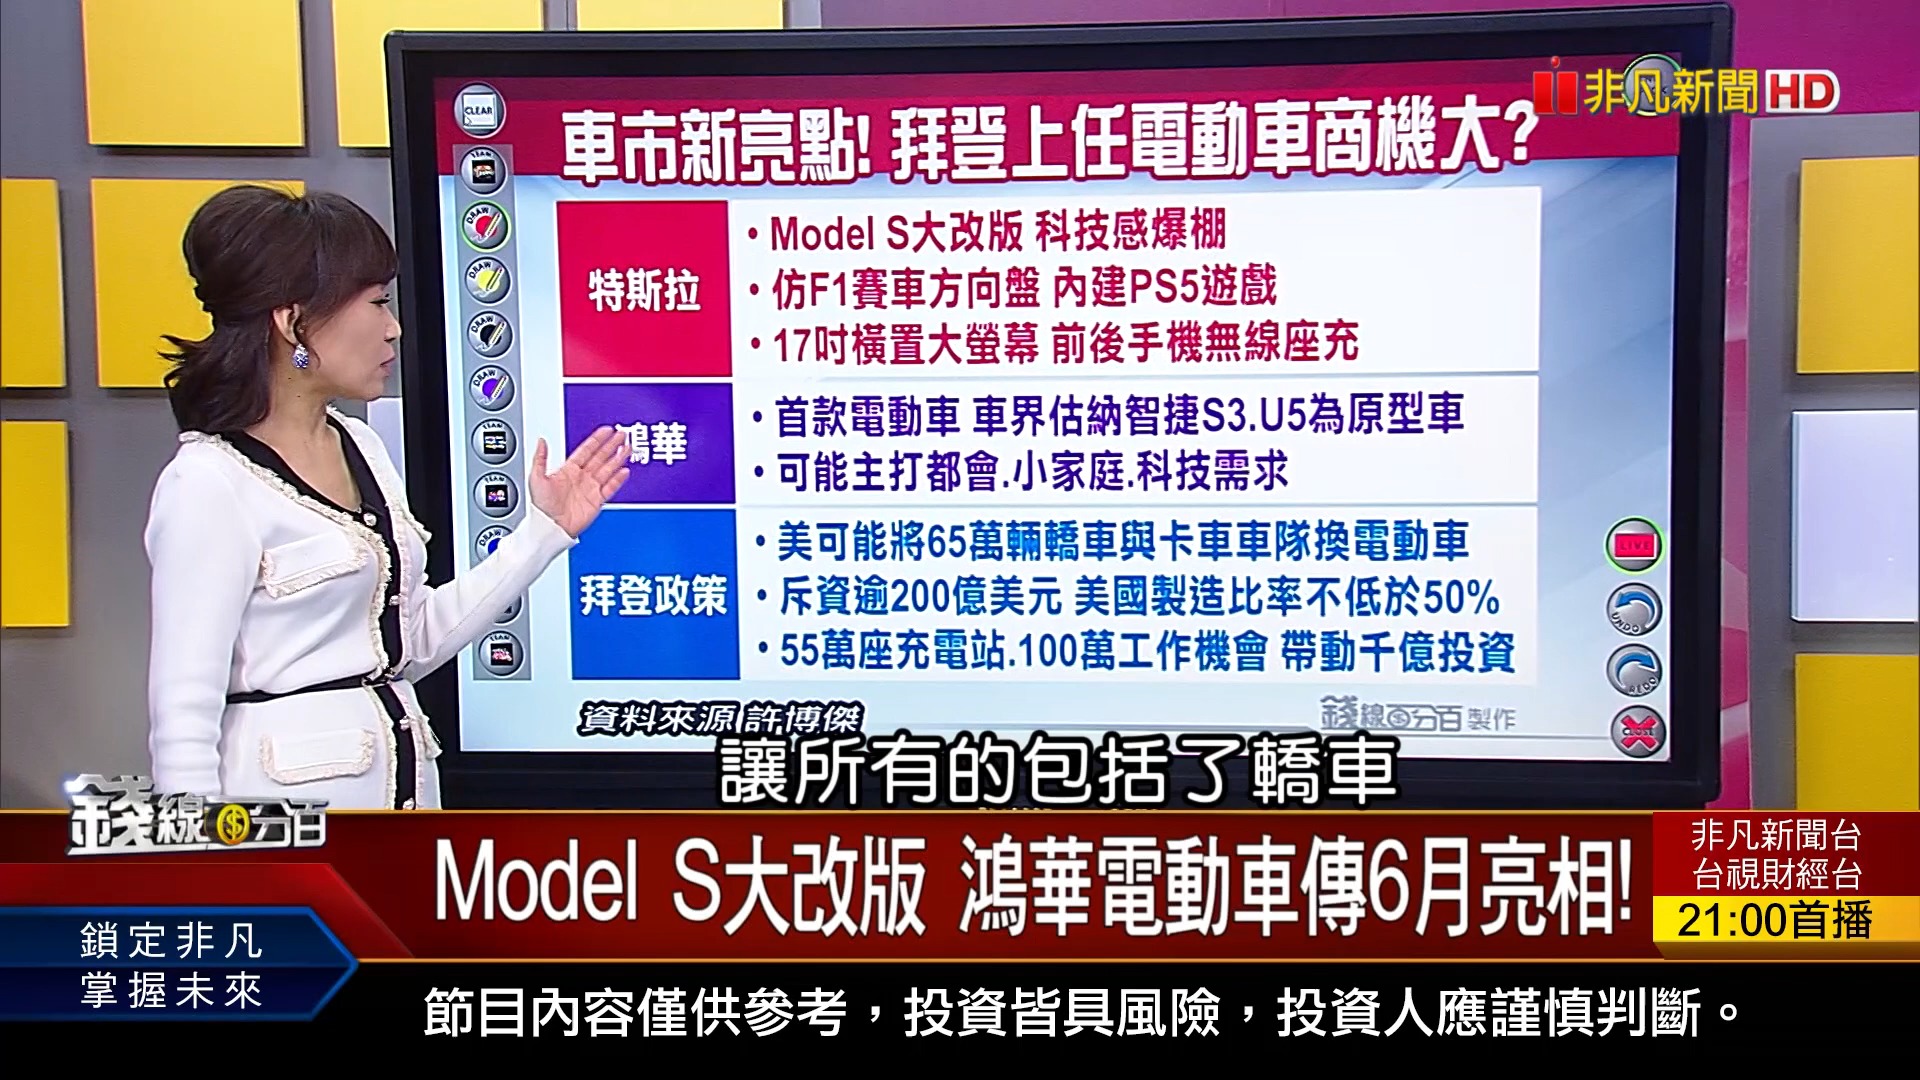 非凡新聞HD
CLEAR
車市新亮點! 拜登上任電動車商機大?
特斯拉
•Model S大改版 科技感爆棚
•仿F1賽車方向盤 內建PS5遊戲
•17吋橫置大螢幕 前後手機無線座充
鴻華
•首款電動車 車界估納智捷S3.U5為原型車
•可能主打都會.小家庭.科技需求
拜登政策
•美可能將65萬輛轎車與卡車車隊換電動車
•斥資逾200億美元 美國製造比率不低於50%
•55萬座充電站.100萬工作機會 帶動千億投資
資料來源 許博傑
錢線百分百製作
DRAW
DRAW
DRAW
DRAW
LIVE
UNDO
REDO
CLOSE
讓所有的包括了轎車
錢線百分百
Model S大改版 鴻華電動車傳6月亮相!
非凡新聞台
台視財經台
21:00首播
鎖定非凡
掌握未來
節目內容僅供參考，投資皆具風險，投資人應謹慎判斷。